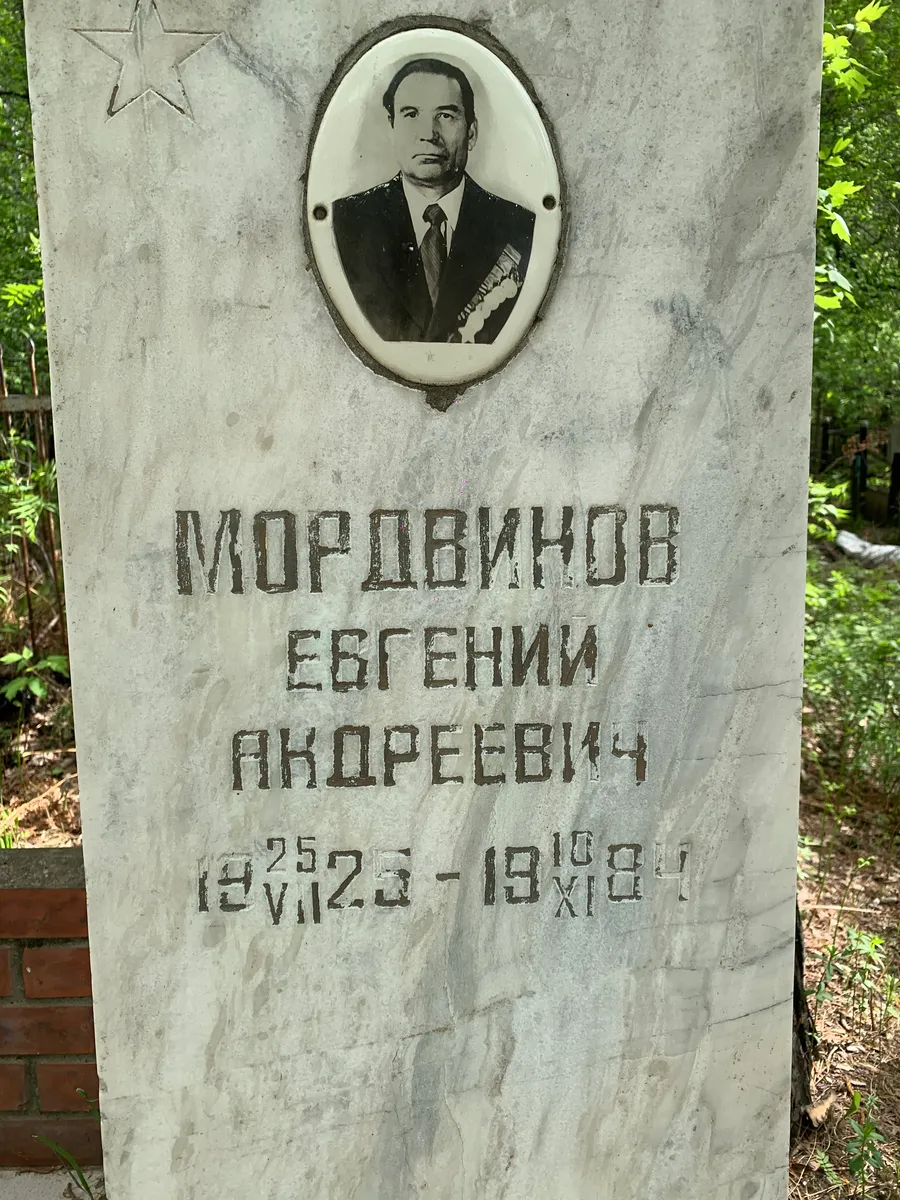 МОРДВИНОВ
ЕВГЕНИЙ
АНДРЕЕВИЧ
19 25/VII 25 - 19 10/XI 84